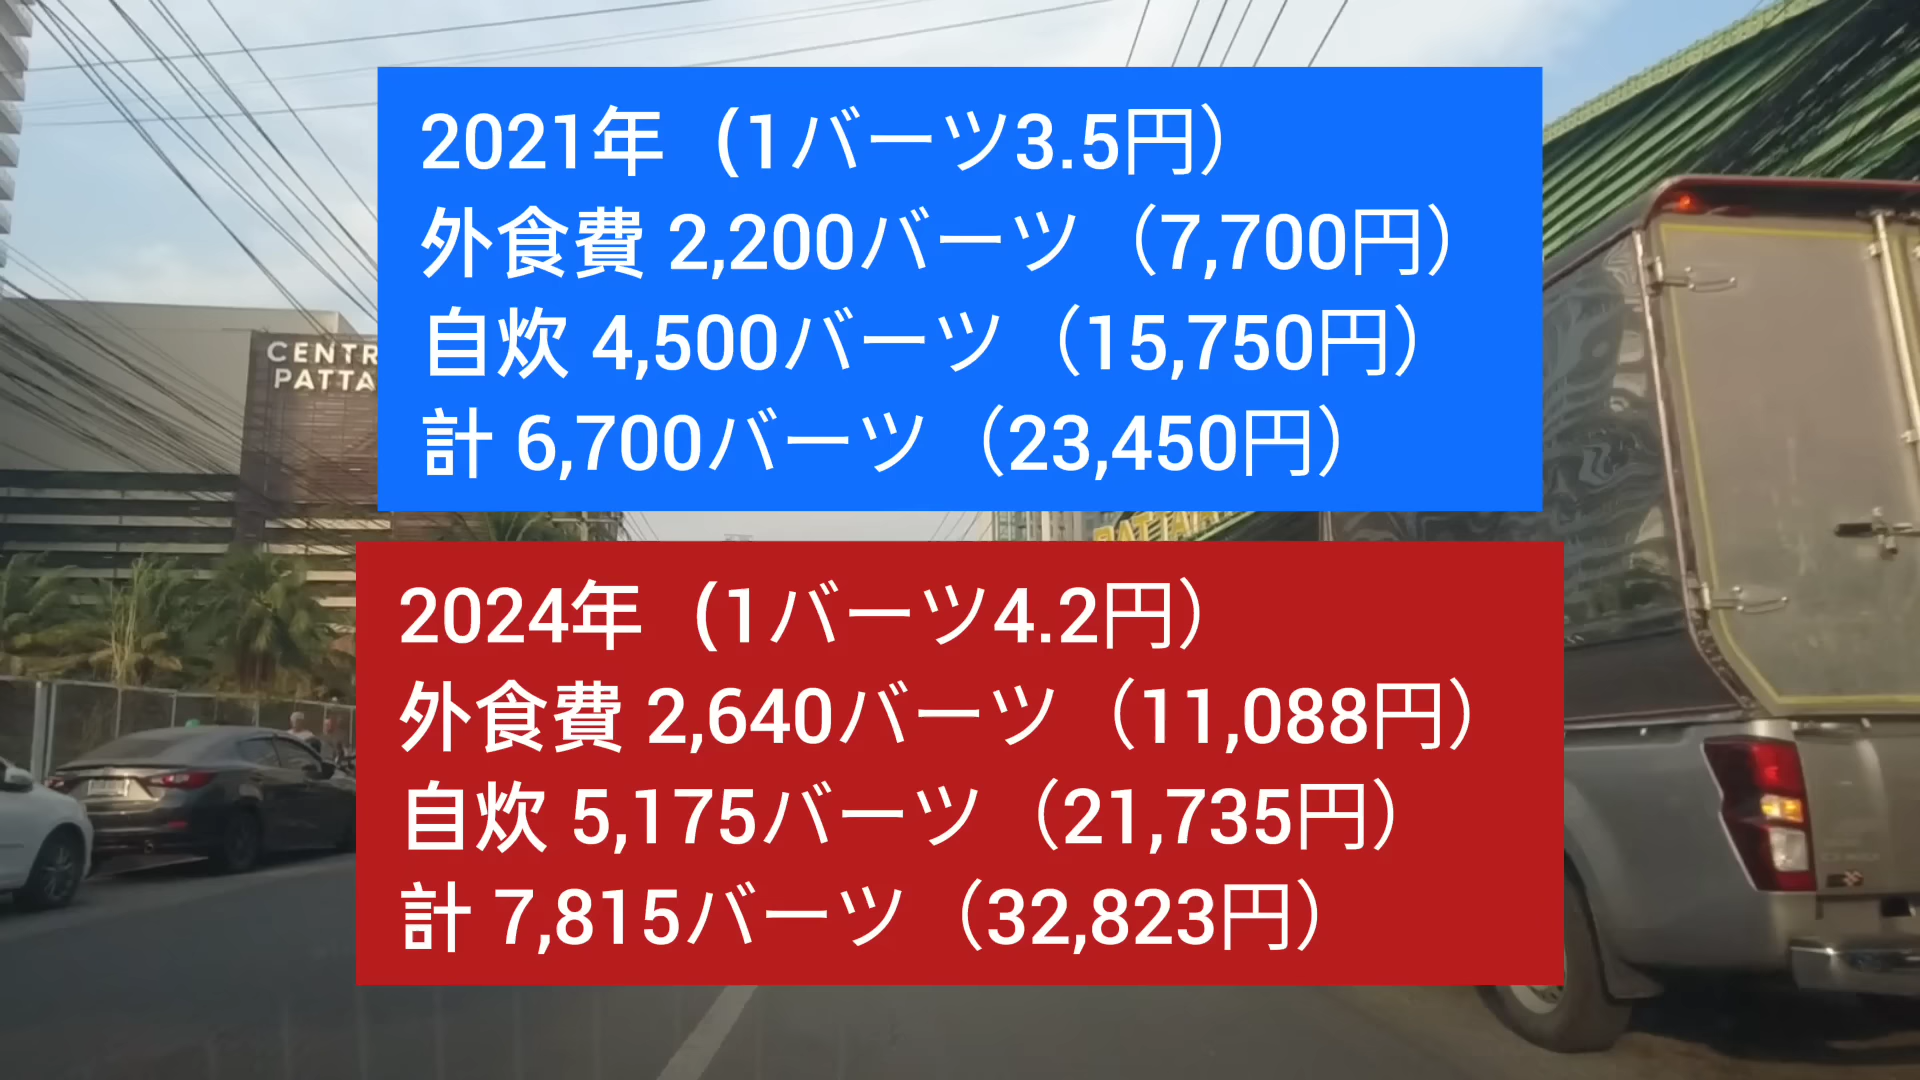 2021年（1バーツ3.5円）
外食費 2,200バーツ（7,700円）
自炊 4,500バーツ（15,750円）
計 6,700バーツ（23,450円）
CENTR
PATTA
2024年（1バーツ4.2円）
外食費 2,640バーツ（11,088円）
自炊 5,175バーツ（21,735円）
計 7,815バーツ（32,823円）